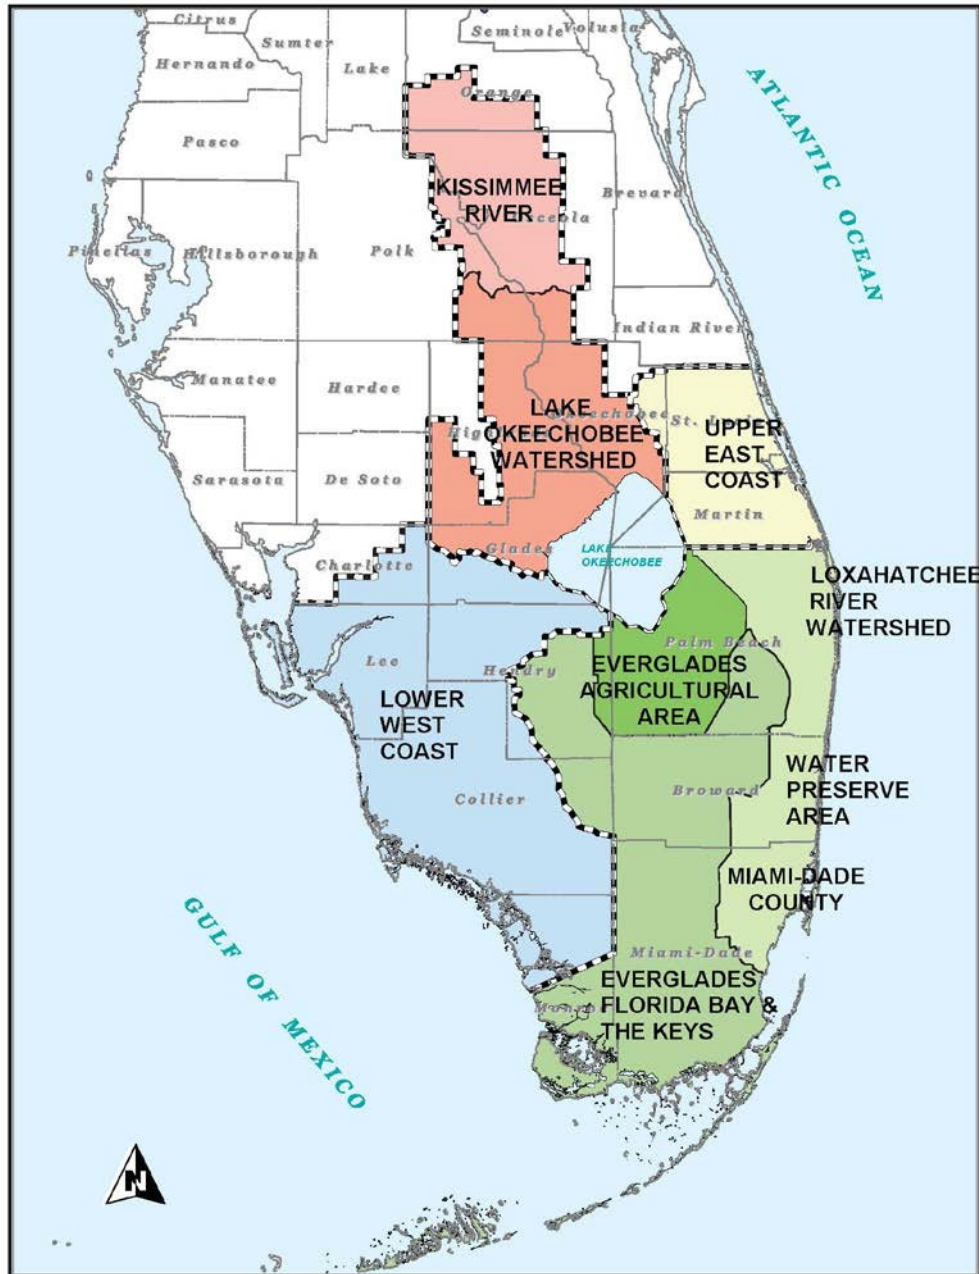 Citrus
Sumter
Seminole
Volusia
Hernando
Lake
Orange
ATLANTIC OCEAN
Pasco
KISSIMMEE
RIVER
Brevard
Pinellas
Hillsborough
Polk
Indian River
Manatee
Hardee
LAKE
OKEECHOBEE
WATERSHED
UPPER
EAST
COAST
Sarasota
De Soto
Martin
Glades
LAKE
OKEECHOBEE
Charlotte
LOXAHATCHEE
RIVER
WATERSHED
Palm Beach
Lee
Hendry
EVERGLADES
AGRICULTURAL
AREA
LOWER
WEST
COAST
Collier
Broward
WATER
PRESERVE
AREA
MIAMI-DADE
COUNTY
GULF OF MEXICO
Miami-Dade
EVERGLADES
FLORIDA BAY &
THE KEYS
N